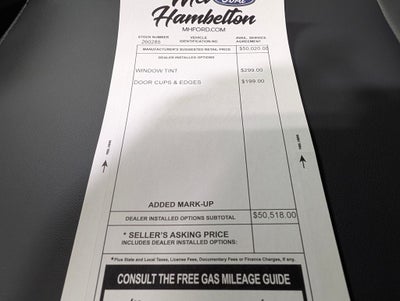 Ford
Hambelton
MHFORD.COM
STOCK NUMBER VEHICLE IDENTIFICATION NO. AVAIL. SERVICE AGREEMENT
200285
MANUFACTURER'S SUGGESTED RETAIL PRICE $50,020.00
DEALER INSTALLED OPTIONS
WINDOW TINT $299.00
DOOR CUPS & EDGES $199.00
ADDED MARK-UP
DEALER INSTALLED OPTIONS SUBTOTAL $50,518.00
* SELLER'S ASKING PRICE
INCLUDES DEALER INSTALLED OPTIONS:
*Plus State and Local Taxes, License Fees, Documentary Fees or Finance Charges, if any.
CONSULT THE FREE GAS MILEAGE GUIDE